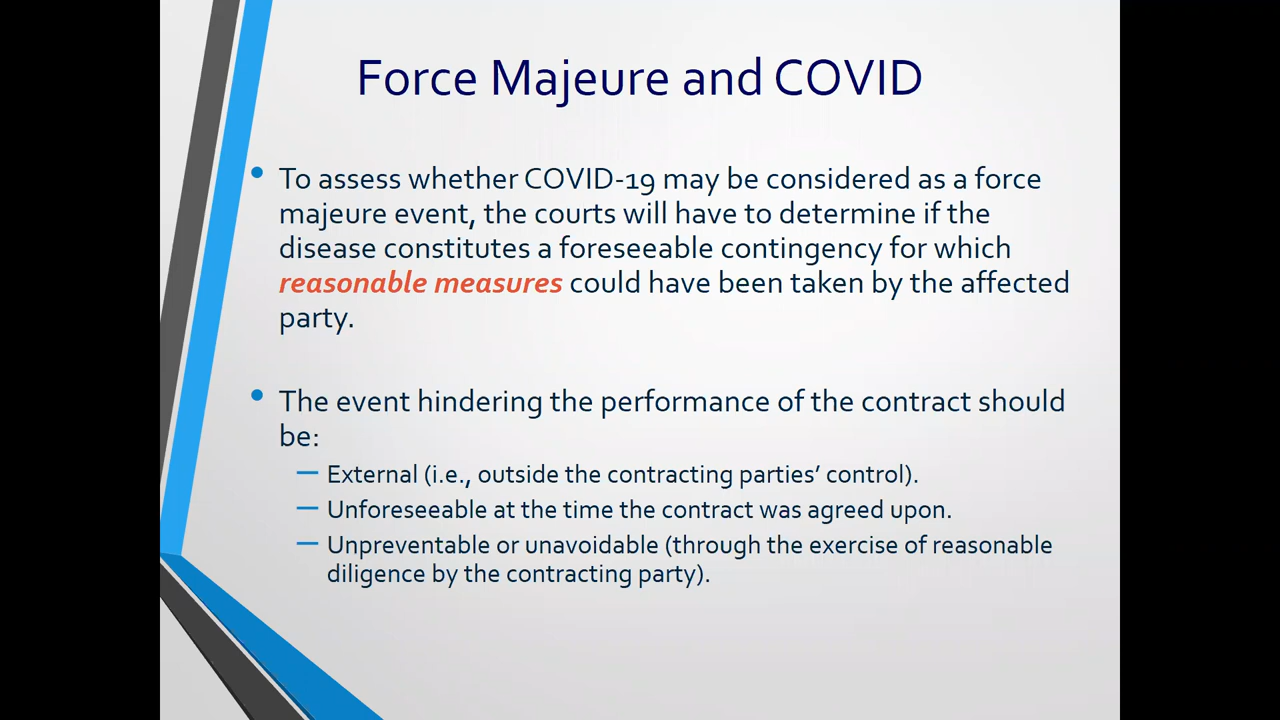 Force Majeure and COVID
• To assess whether COVID-19 may be considered as a force
majeure event, the courts will have to determine if the
disease constitutes a foreseeable contingency for which
reasonable measures could have been taken by the affected
party.
• The event hindering the performance of the contract should
be:
— External (i.e., outside the contracting parties’ control).
— Unforeseeable at the time the contract was agreed upon.
— Unpreventable or unavoidable (through the exercise of reasonable
diligence by the contracting party).